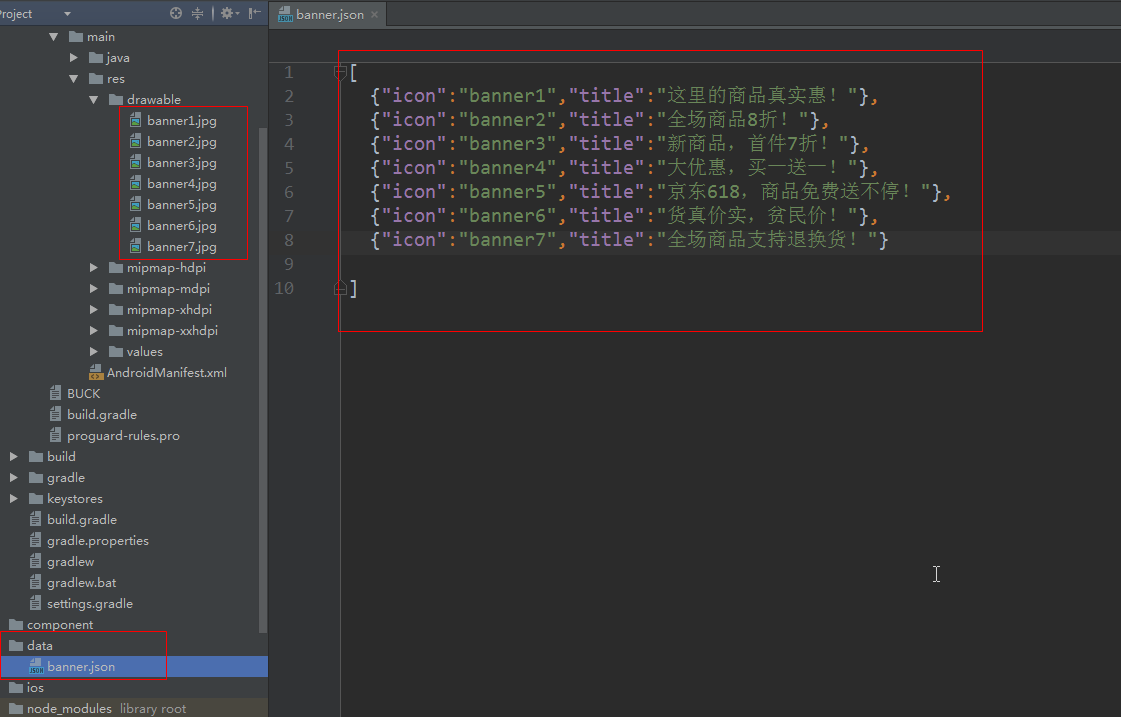 Project
banner.json
main
java
res
drawable
banner1.jpg
banner2.jpg
banner3.jpg
banner4.jpg
banner5.jpg
banner6.jpg
banner7.jpg
mipmap-hdpi
mipmap-mdpi
mipmap-xhdpi
mipmap-xxhdpi
values
AndroidManifest.xml
BUCK
build.gradle
proguard-rules.pro
build
gradle
keystores
build.gradle
gradle.properties
gradlew
gradlew.bat
settings.gradle
component
data
banner.json
ios
node_modules library root
1 [
2 {"icon":"banner1","title":"这里的商品真实惠！"},
3 {"icon":"banner2","title":"全场商品8折！"},
4 {"icon":"banner3","title":"新商品，首件7折！"},
5 {"icon":"banner4","title":"大优惠，买一送一！"},
6 {"icon":"banner5","title":"京东618，商品免费送不停！"},
7 {"icon":"banner6","title":"货真价实，贫民价！"},
8 {"icon":"banner7","title":"全场商品支持退换货！"}
9
10 ]